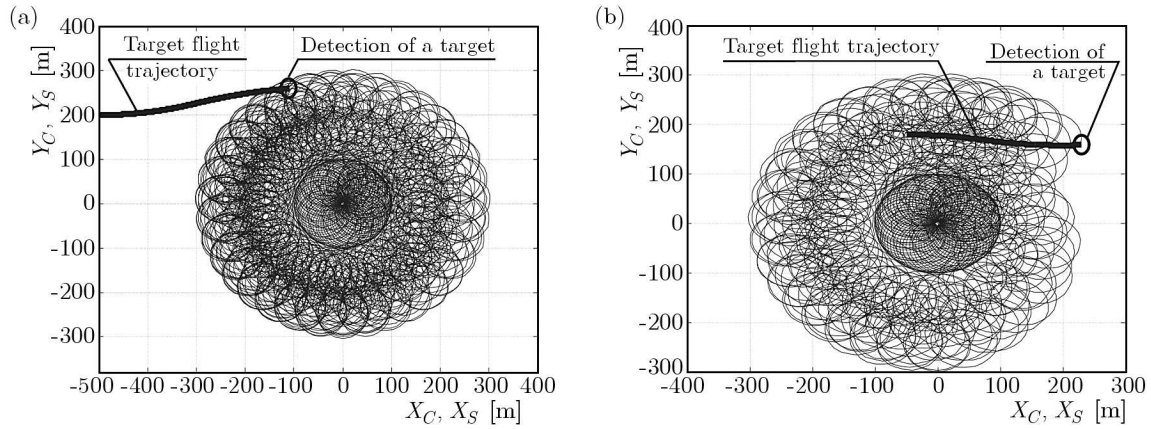 (a)
400
300
200
100
0
-100
-200
-300
Y_C, Y_S [m]
Target flight
trajectory
Detection of a target
-500 -400 -300 -200 -100 0 100 200 300 400
X_C, X_S [m]
(b)
400
300
200
100
0
-100
-200
-300
Y_C, Y_S [m]
Target flight trajectory
Detection of
a target
-400 -300 -200 -100 0 100 200 300
X_C, X_S [m]